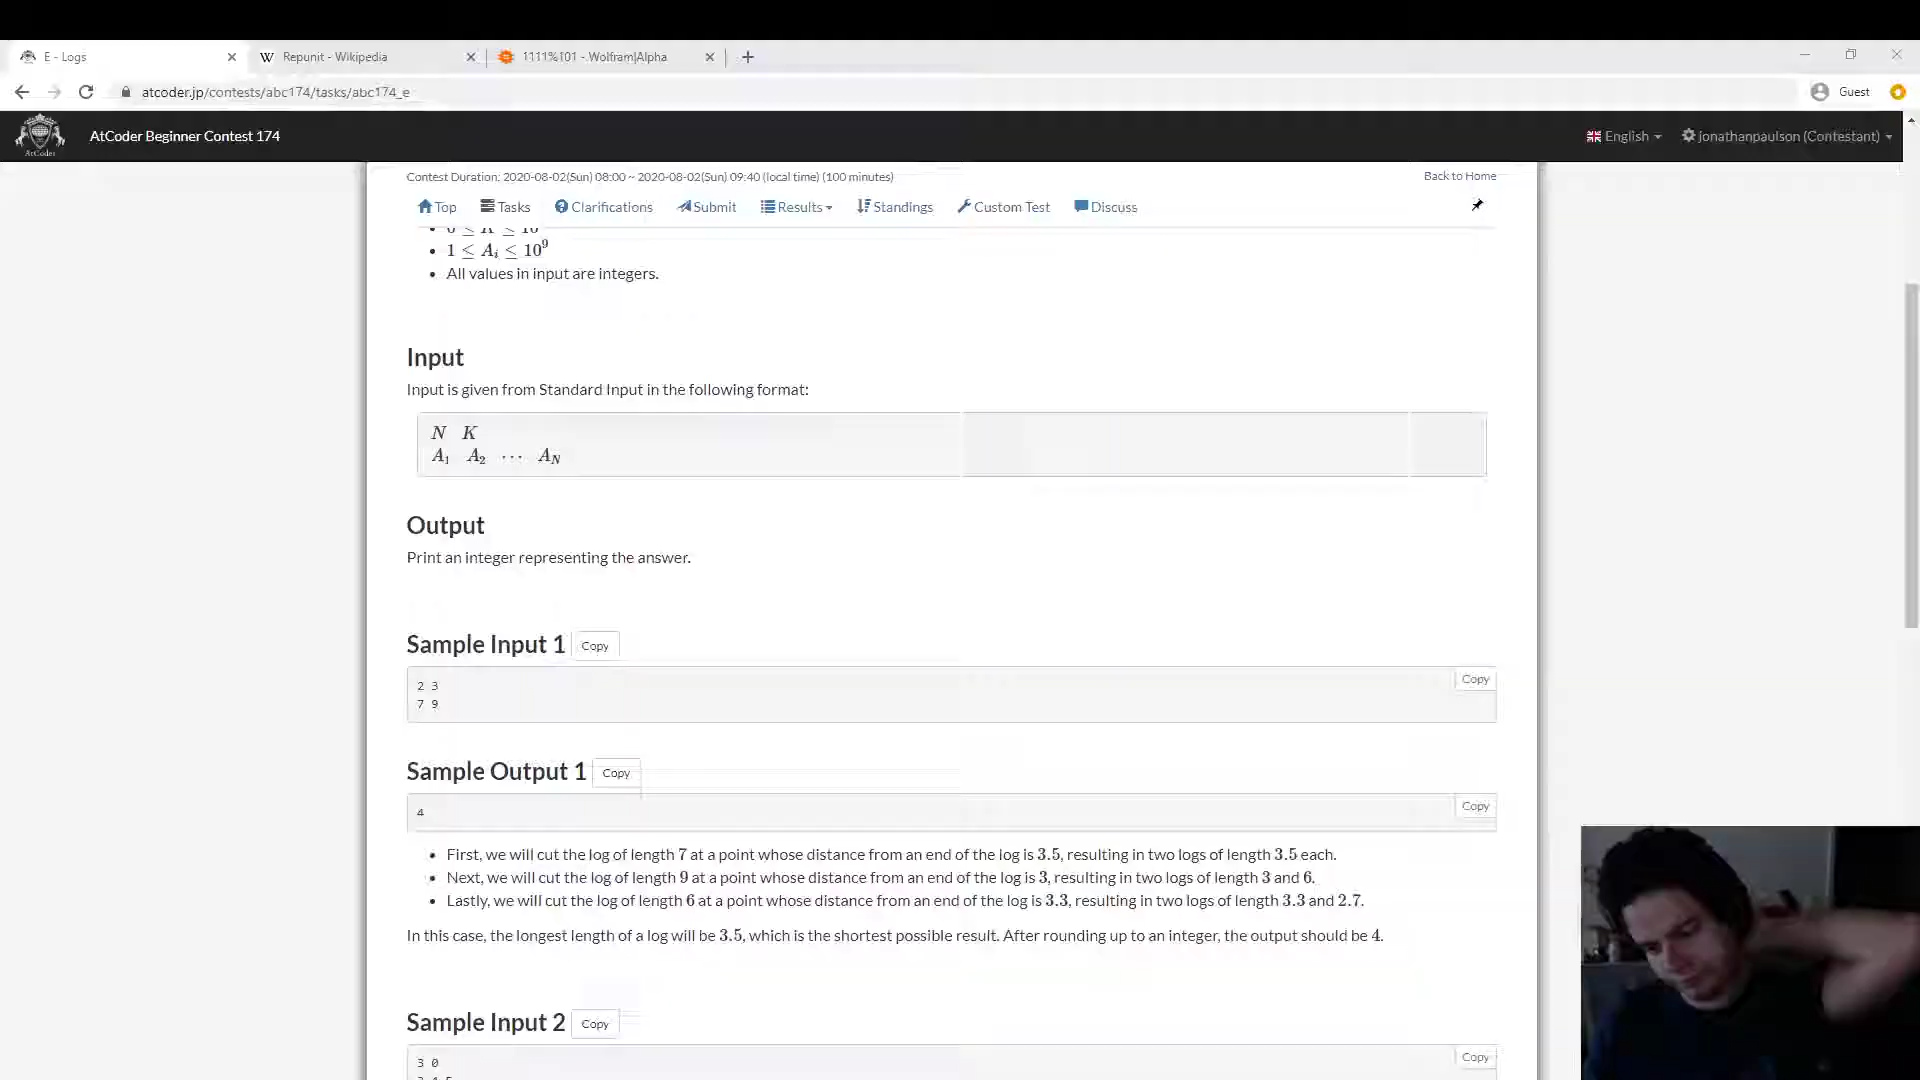 E - Logs
W Repunit - Wikipedia
1111%101 - Wolfram|Alpha
atcoder.jp/contests/abc174/tasks/abc174_e
Guest
AtCoder
AtCoder Beginner Contest 174
English
jonathanpaulson (Contestant)
Contest Duration: 2020-08-02(Sun) 08:00 ~ 2020-08-02(Sun) 09:40 (local time) (100 minutes)
Back to Home
Top Tasks Clarifications Submit Results Standings Custom Test Discuss
1 ≤ A_i ≤ 10^9
All values in input are integers.
Input
Input is given from Standard Input in the following format:
N K
A_1 A_2 ⋯ A_N
Output
Print an integer representing the answer.
Sample Input 1 Copy
Copy
2 3
7 9
Sample Output 1 Copy
Copy
4
First, we will cut the log of length 7 at a point whose distance from an end of the log is 3.5, resulting in two logs of length 3.5 each.
Next, we will cut the log of length 9 at a point whose distance from an end of the log is 3, resulting in two logs of length 3 and 6.
Lastly, we will cut the log of length 6 at a point whose distance from an end of the log is 3.3, resulting in two logs of length 3.3 and 2.7.
In this case, the longest length of a log will be 3.5, which is the shortest possible result. After rounding up to an integer, the output should be 4.
Sample Input 2 Copy
Copy
3 0